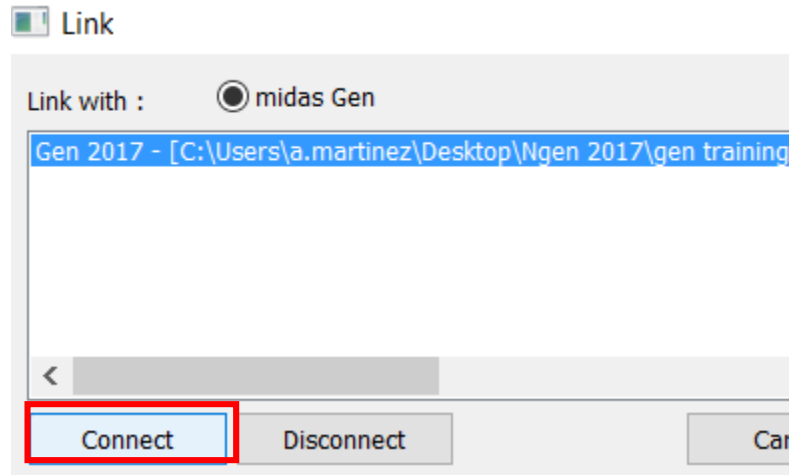 Link
Link with : midas Gen
Gen 2017 - [C:\Users\a.martinez\Desktop\Ngen 2017\gen training
Connect Disconnect